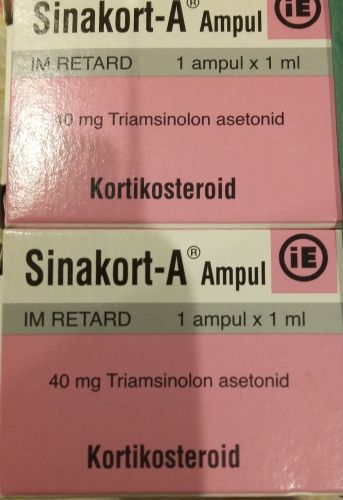 Sinakort-A® Ampul
iE
IM RETARD 1 ampul x 1 ml
40 mg Triamsinolon asetonid
Kortikosteroid
Sinakort-A® Ampul
iE
IM RETARD 1 ampul x 1 ml
40 mg Triamsinolon asetonid
Kortikosteroid